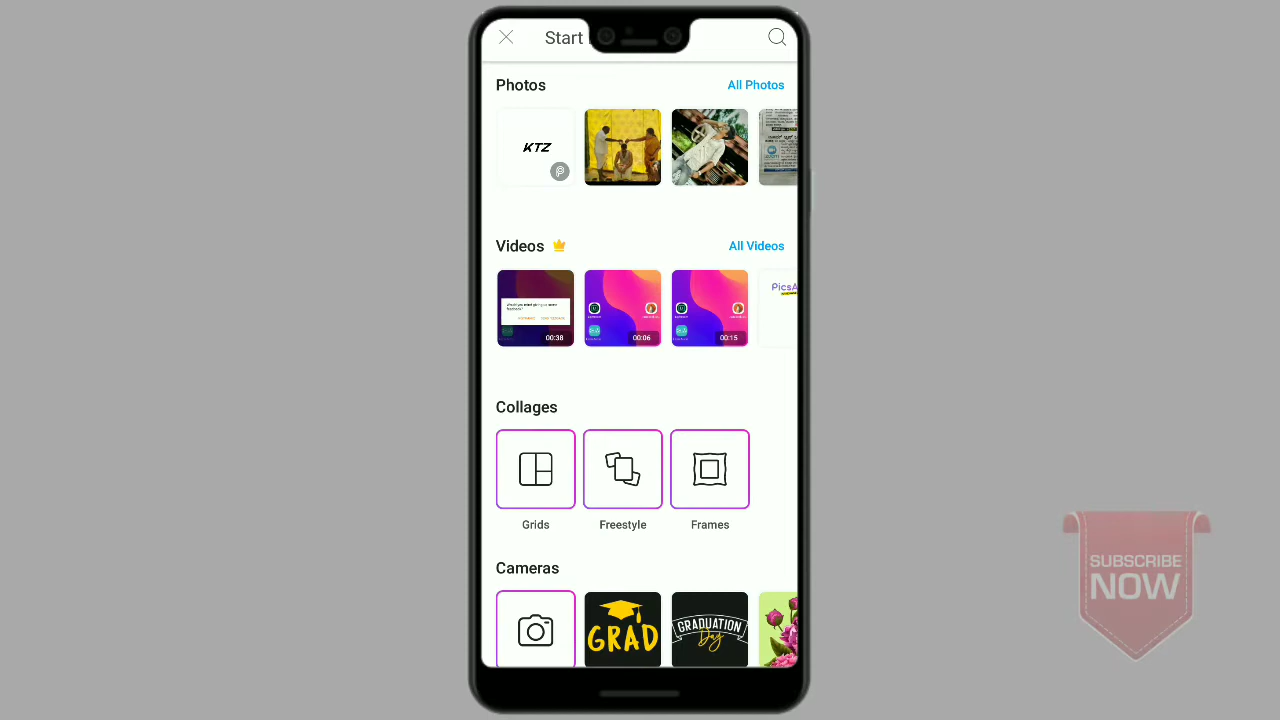 Start
Photos
All Photos
KTZ
Videos
All Videos
00:38
00:06
00:15
PicsA
Collages
Grids
Freestyle
Frames
Cameras
GRAD
GRADUATION
Day
SUBSCRIBE
NOW